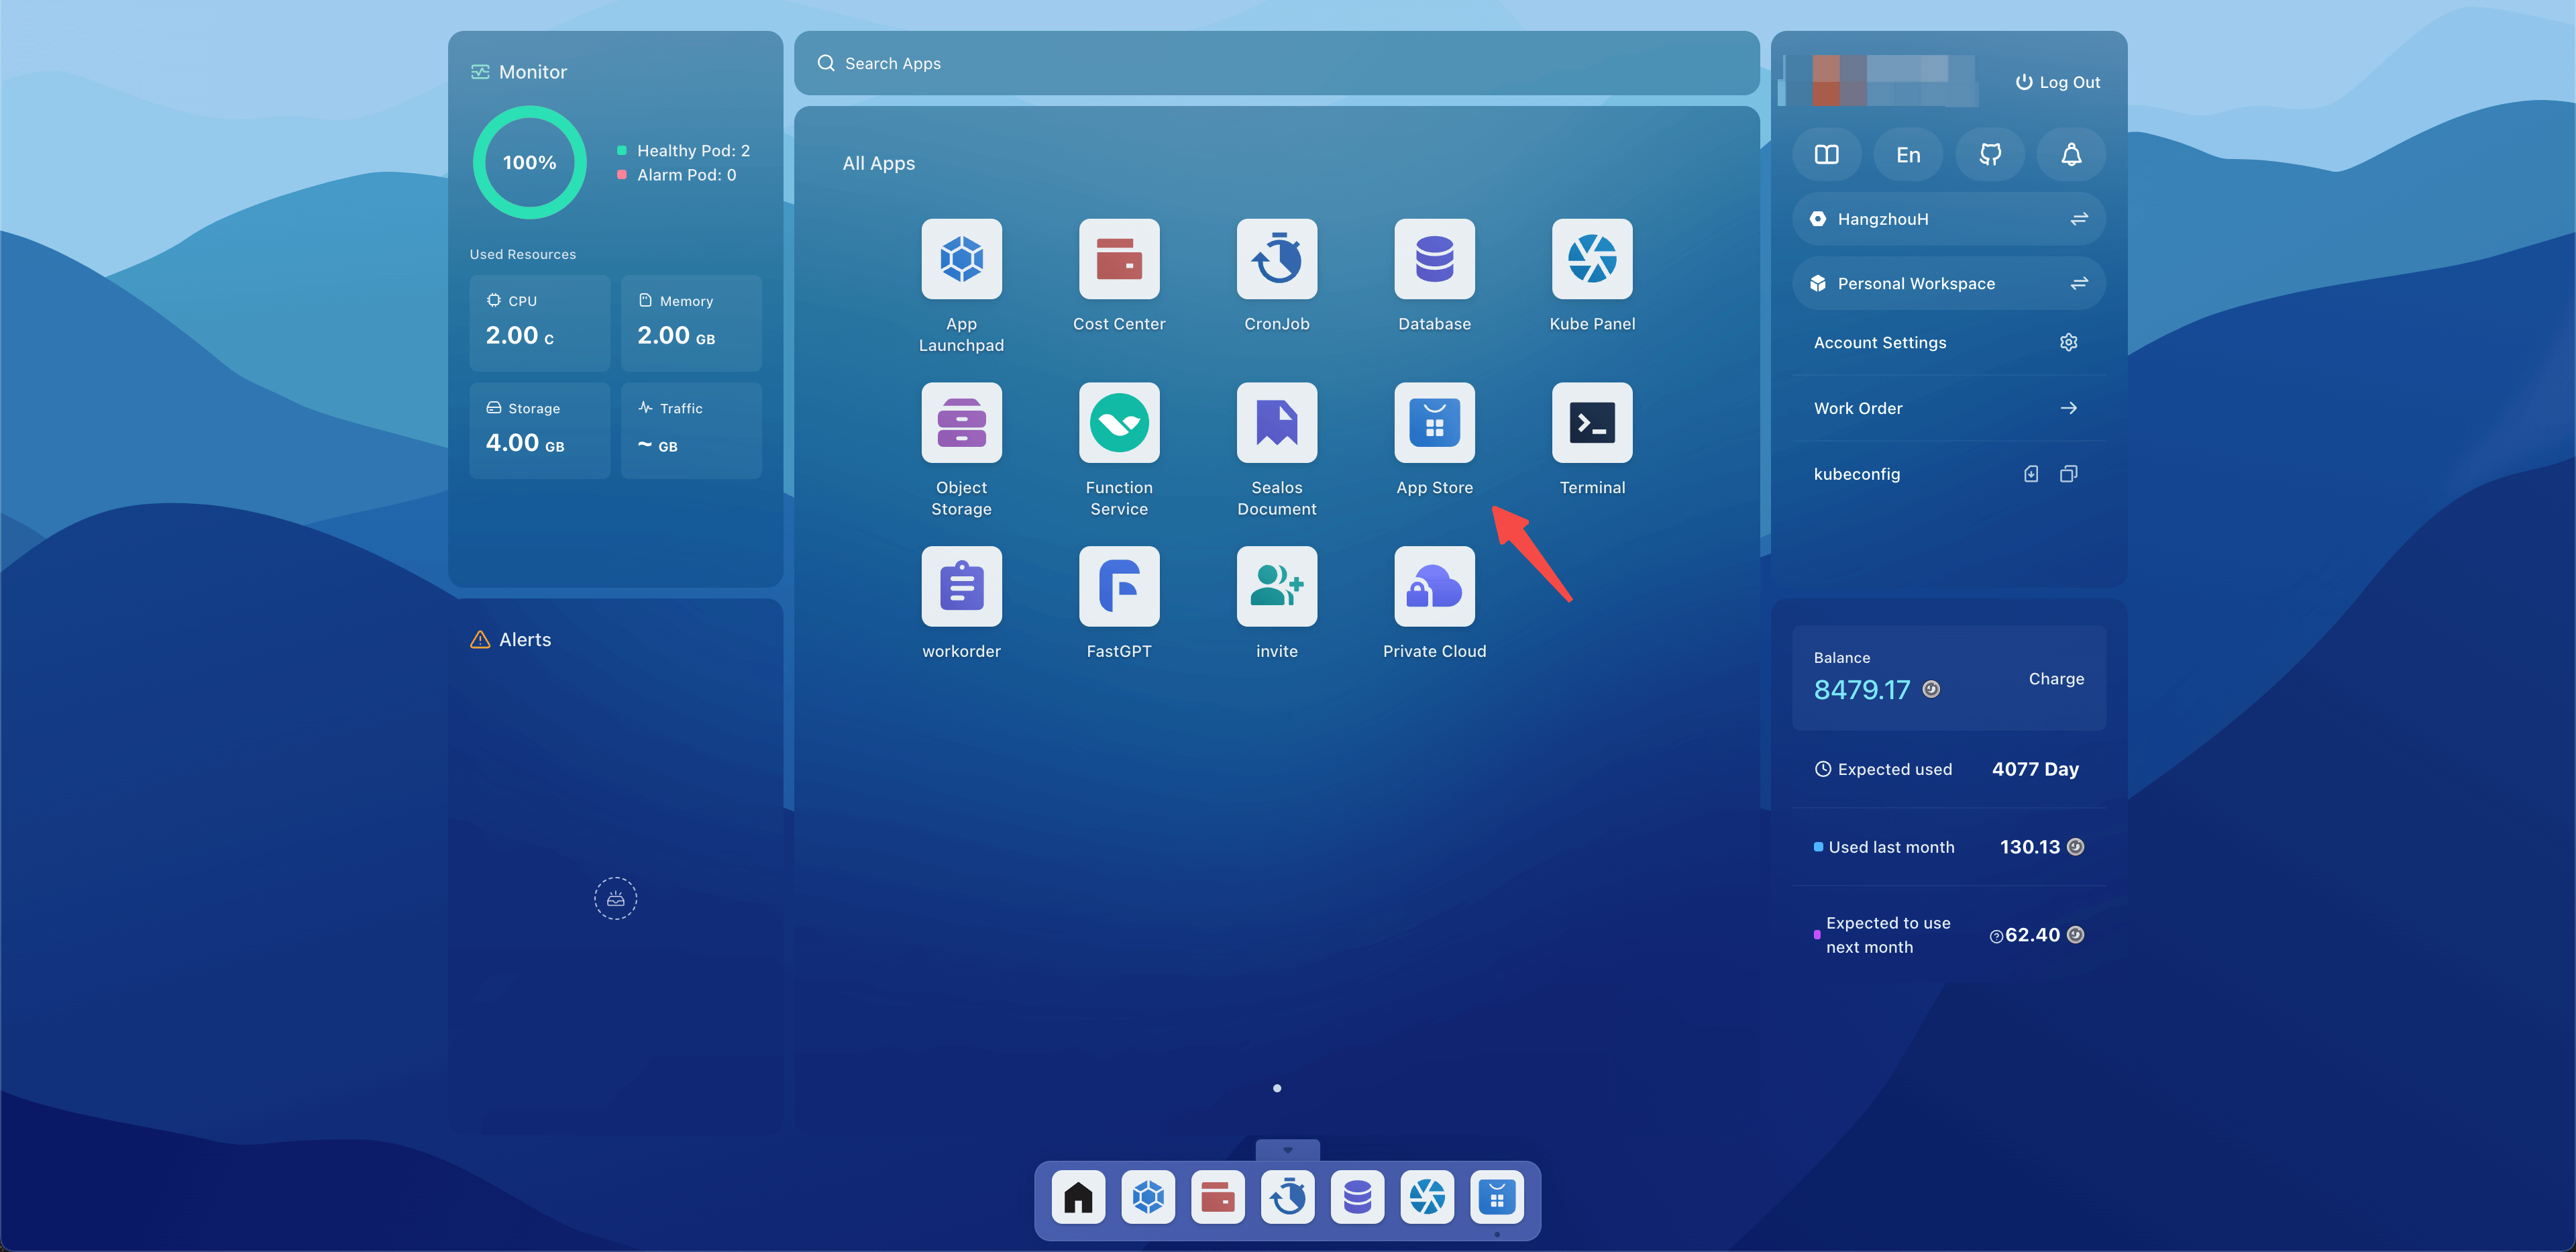 Monitor
100%
Healthy Pod: 2
Alarm Pod: 0
Used Resources
CPU
2.00 C
Memory
2.00 GB
Storage
4.00 GB
Traffic
~ GB
Alerts
Search Apps
All Apps
App
Launchpad
Cost Center
CronJob
Database
Kube Panel
Object
Storage
Function
Service
Sealos
Document
App Store
Terminal
workorder
FastGPT
invite
Private Cloud
Log Out
En
HangzhouH
Personal Workspace
Account Settings
Work Order
kubeconfig
Balance
8479.17
Charge
Expected used 4077 Day
Used last month 130.13
Expected to use
next month
62.40